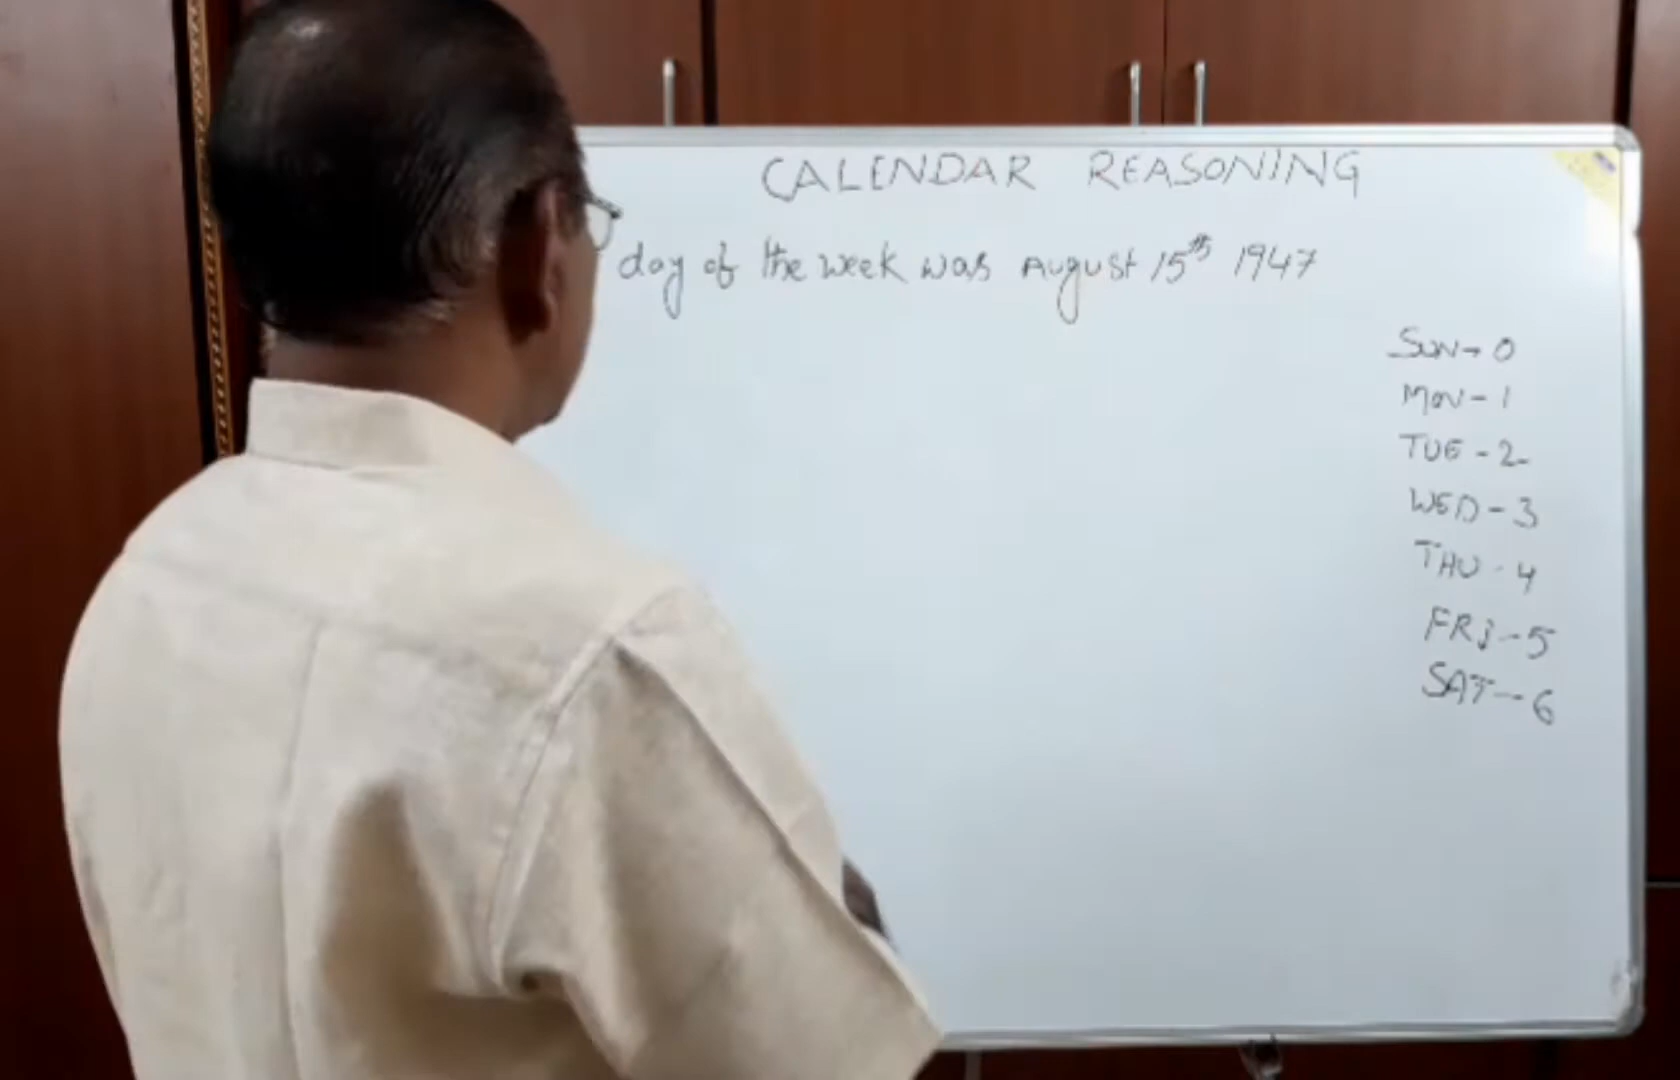 CALENDAR REASONING
day of the week was August 15th 1947
SUN → 0
MON - 1
TUE - 2
WED - 3
THU - 4
FRi - 5
SAT - 6